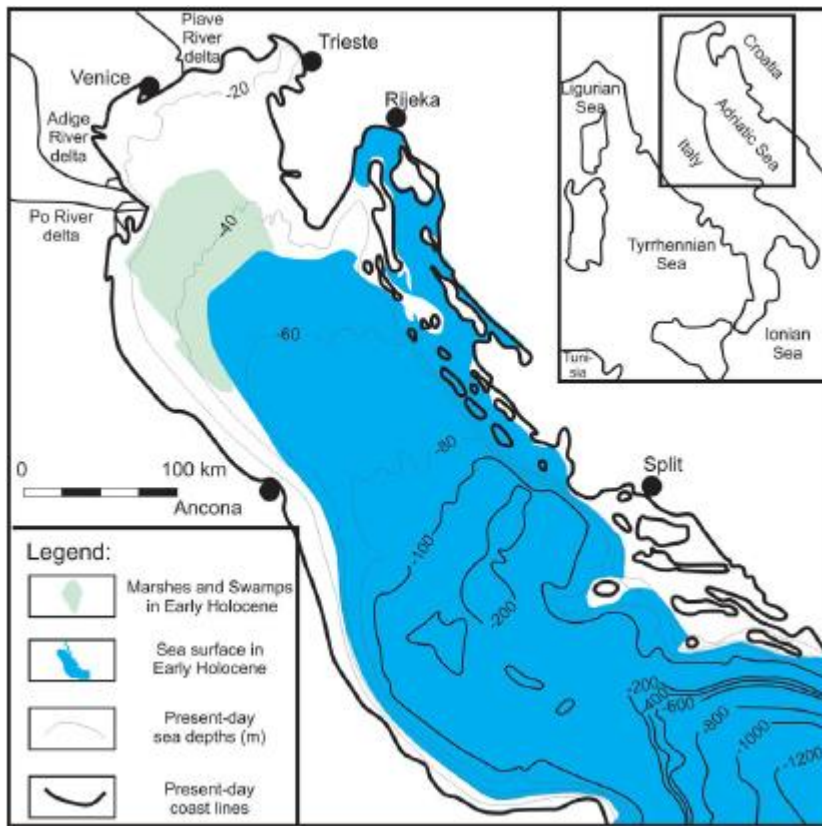 Piave
River
delta
Trieste
Venice
-20
Rijeka
Adige
River
delta
Po River
delta
-40
-60
-80
0
100 km
Split
Ancona
-100
-200
-200
-400
-600
-800
-1000
-1200
Croatia
Ligurian
Sea
Adriatic Sea
Italy
Tyrrhennian
Sea
Ionian
Sea
Tuni-
sia
Legend:
Marshes and Swamps
in Early Holocene
Sea surface in
Early Holocene
Present-day
sea depths (m)
Present-day
coast lines